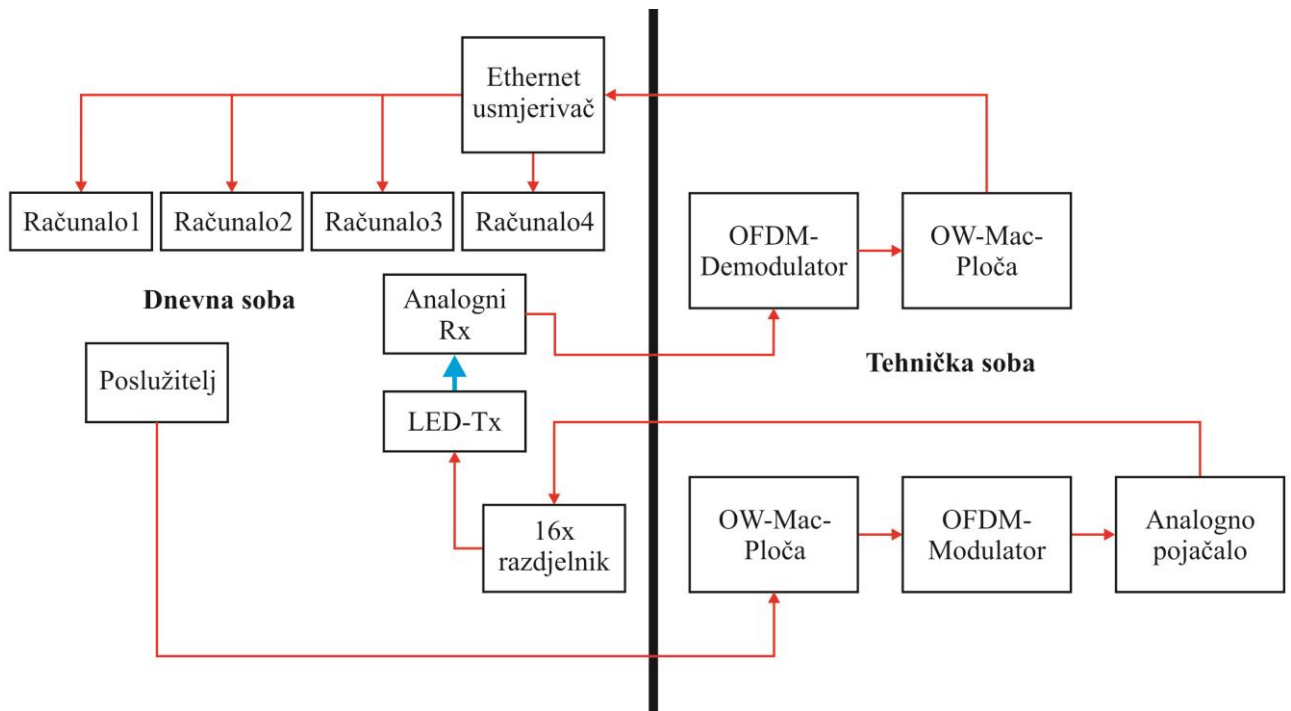 Ethernet
usmjerivač
Računalo1
Računalo2
Računalo3
Računalo4
Dnevna soba
Analogni
Rx
Poslužitelj
LED-Tx
16x
razdjelnik
OFDM-
Demodulator
OW-Mac-
Ploča
Tehnička soba
OW-Mac-
Ploča
OFDM-
Modulator
Analogno
pojačalo